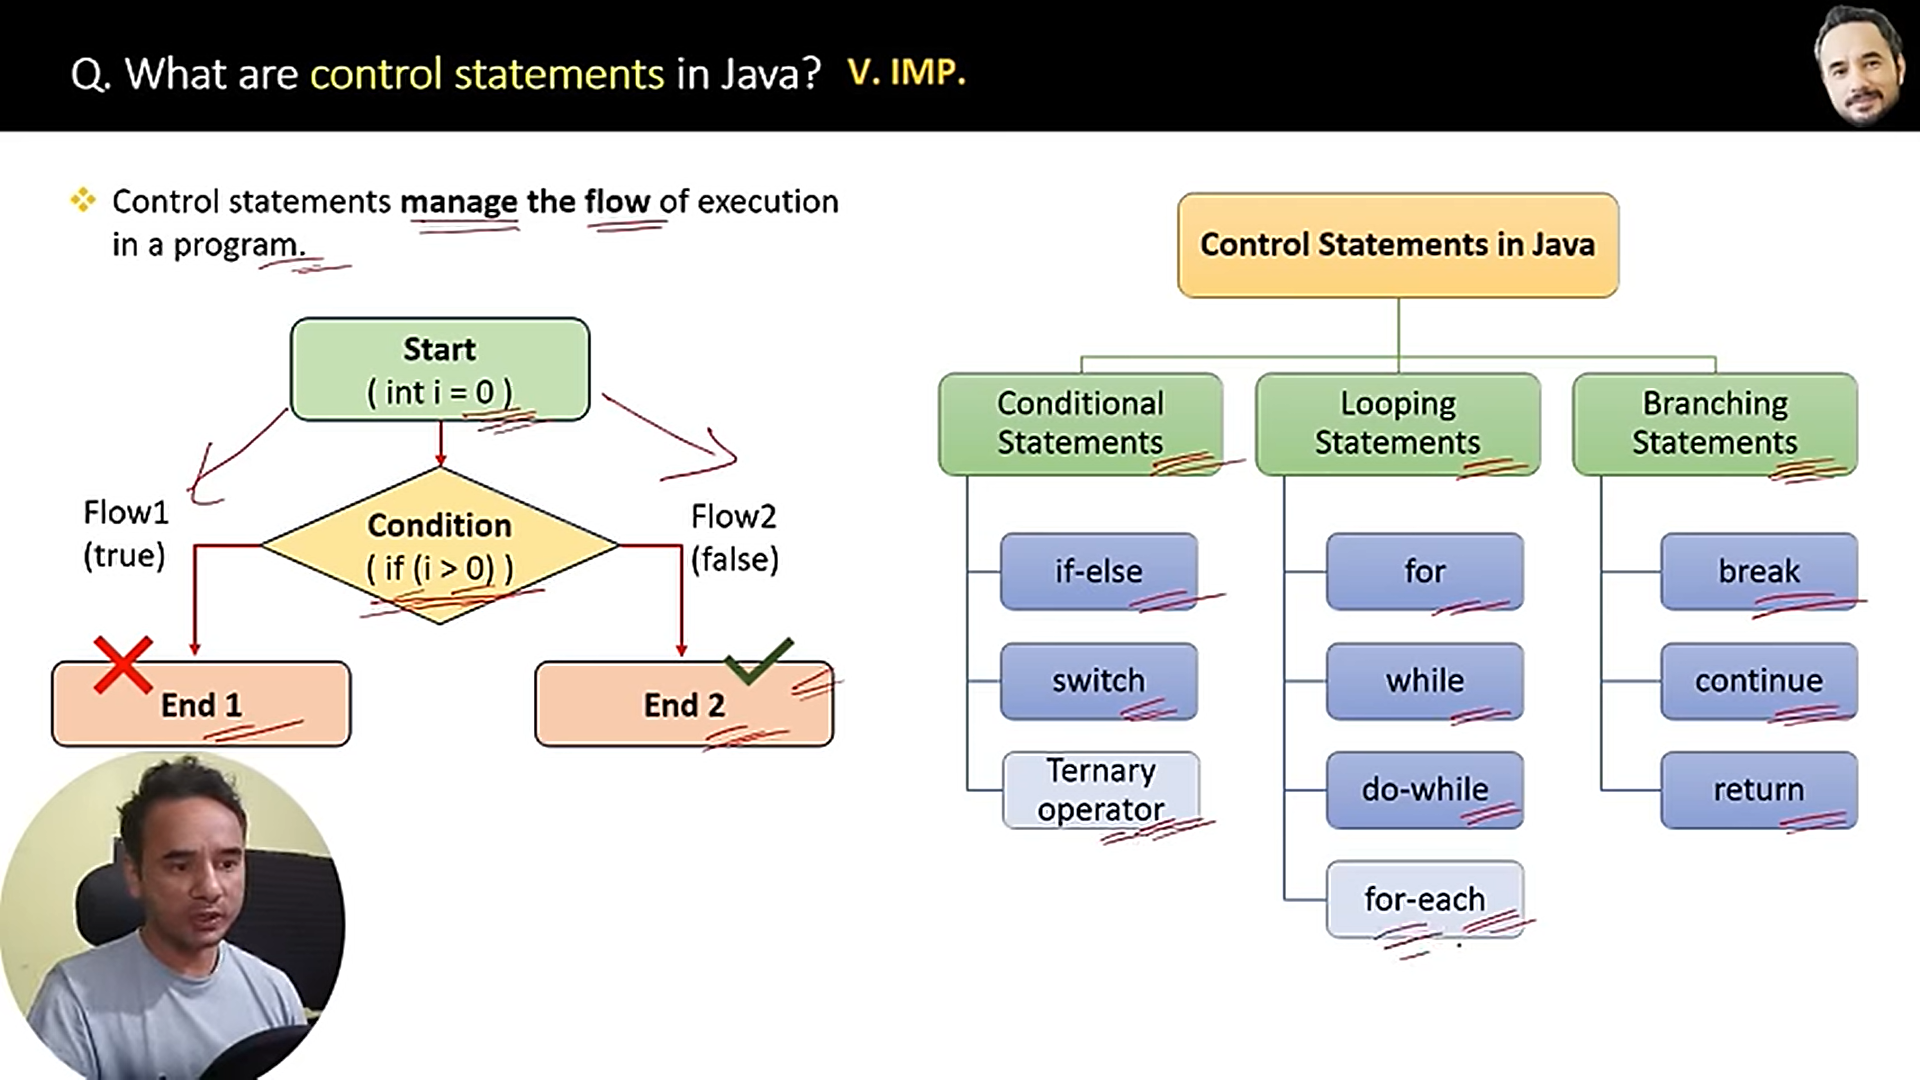 Q. What are control statements in Java? V. IMP.
Control statements manage the flow of execution
in a program.
Start
( int i = 0 )
Flow1
(true)
Condition
( if (i > 0) )
Flow2
(false)
End 1
End 2
Control Statements in Java
Conditional
Statements
if-else
switch
Ternary
operator
Looping
Statements
for
while
do-while
for-each
Branching
Statements
break
continue
return